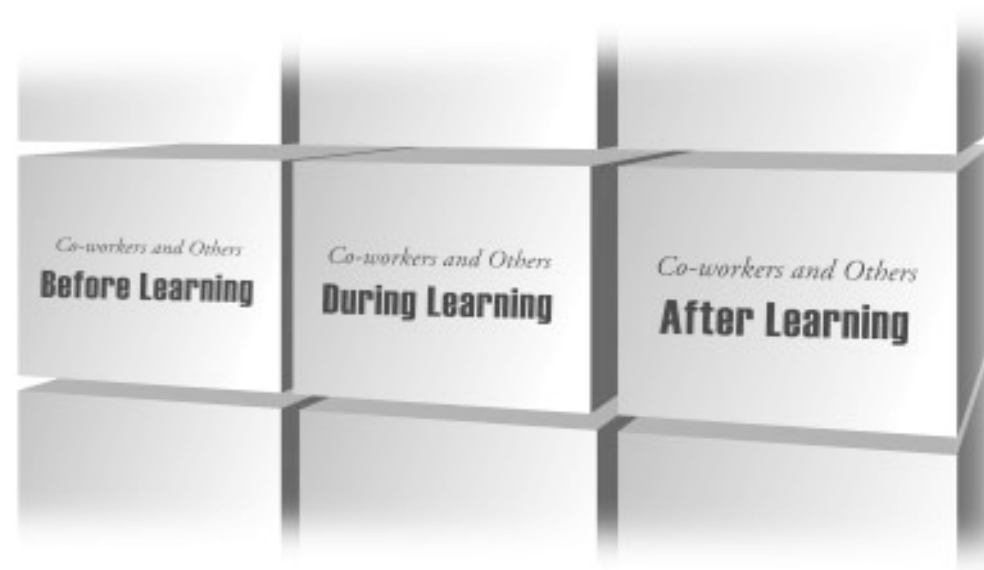 Co-workers and Others
Before Learning
Co-workers and Others
During Learning
Co-workers and Others
After Learning